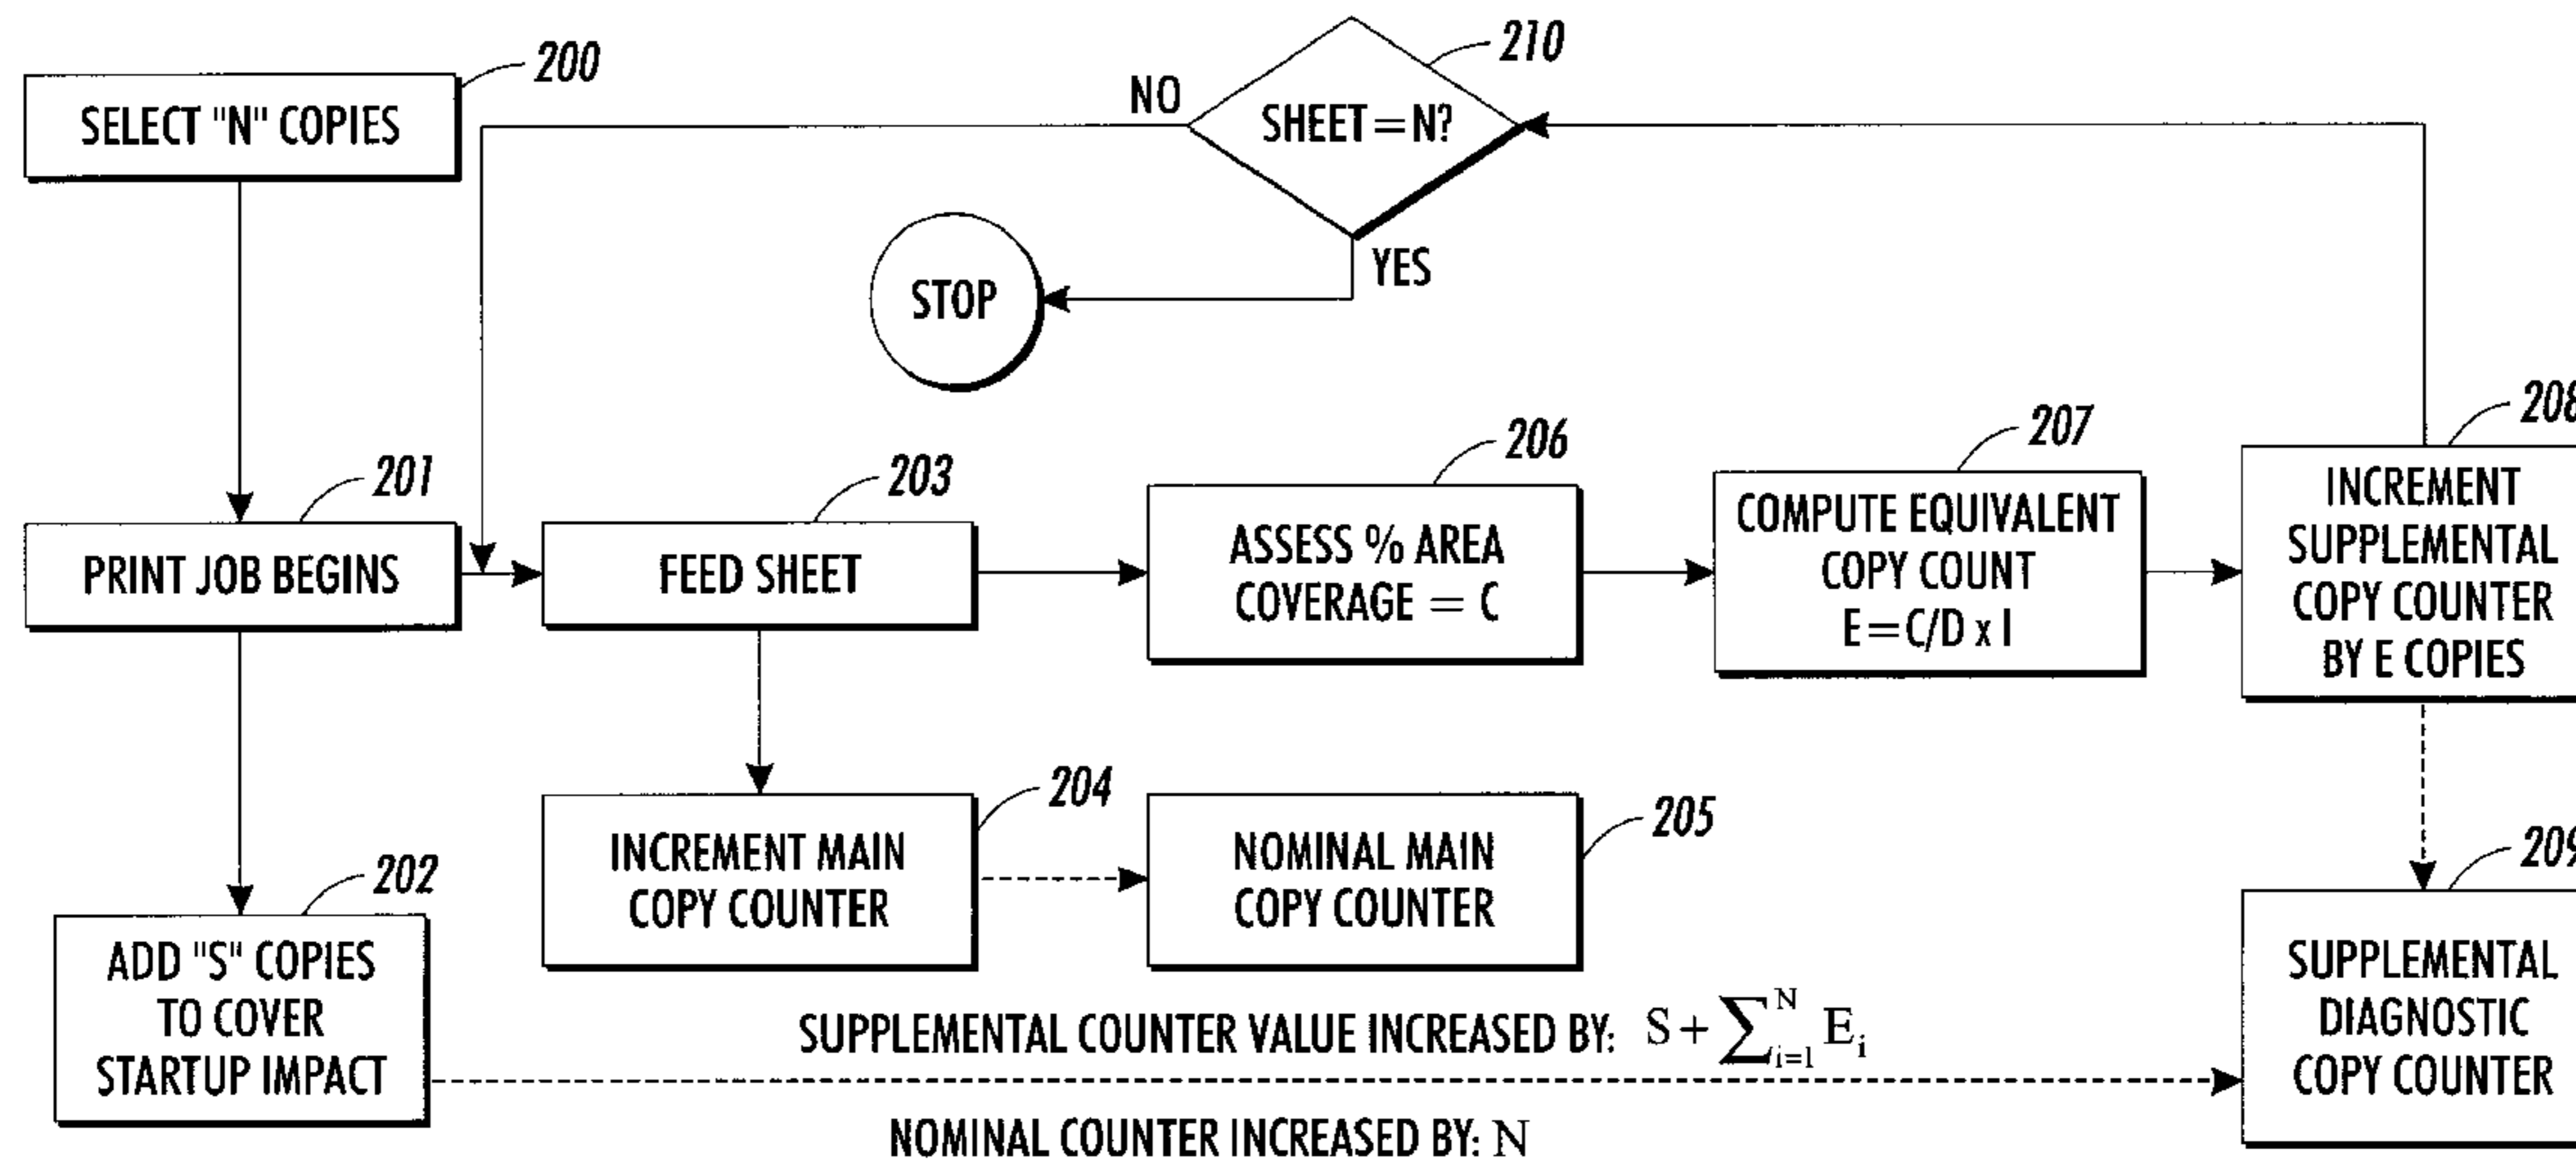 200
SELECT "N" COPIES
210
NO
SHEET = N?
YES
STOP
201
PRINT JOB BEGINS
203
FEED SHEET
206
ASSESS % AREA
COVERAGE = C
207
COMPUTE EQUIVALENT
COPY COUNT
E = C/D x I
208
INCREMENT
SUPPLEMENTAL
COPY COUNTER
BY E COPIES
204
INCREMENT MAIN
COPY COUNTER
205
NOMINAL MAIN
COPY COUNTER
202
ADD "S" COPIES
TO COVER
STARTUP IMPACT
209
SUPPLEMENTAL
DIAGNOSTIC
COPY COUNTER
SUPPLEMENTAL COUNTER VALUE INCREASED BY: S + ∑ᵢ₌₁ᴺ Eᵢ
NOMINAL COUNTER INCREASED BY: N